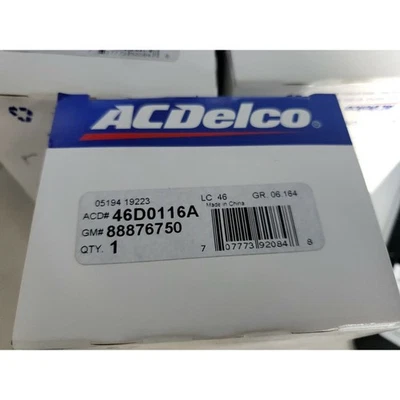 ACDelco
05194 19223
LC. 46
GR. 06.164
Made in China
ACD# 46D0116A
GM# 88876750
QTY. 1
7 07773 92084 8